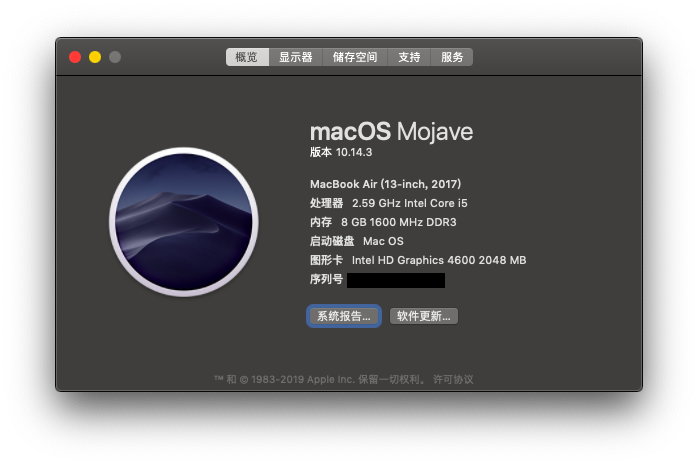 概览 显示器 储存空间 支持 服务
macOS Mojave
版本 10.14.3
MacBook Air (13-inch, 2017)
处理器 2.59 GHz Intel Core i5
内存 8 GB 1600 MHz DDR3
启动磁盘 Mac OS
图形卡 Intel HD Graphics 4600 2048 MB
序列号
系统报告... 软件更新...
™ 和 © 1983-2019 Apple Inc. 保留一切权利。 许可协议